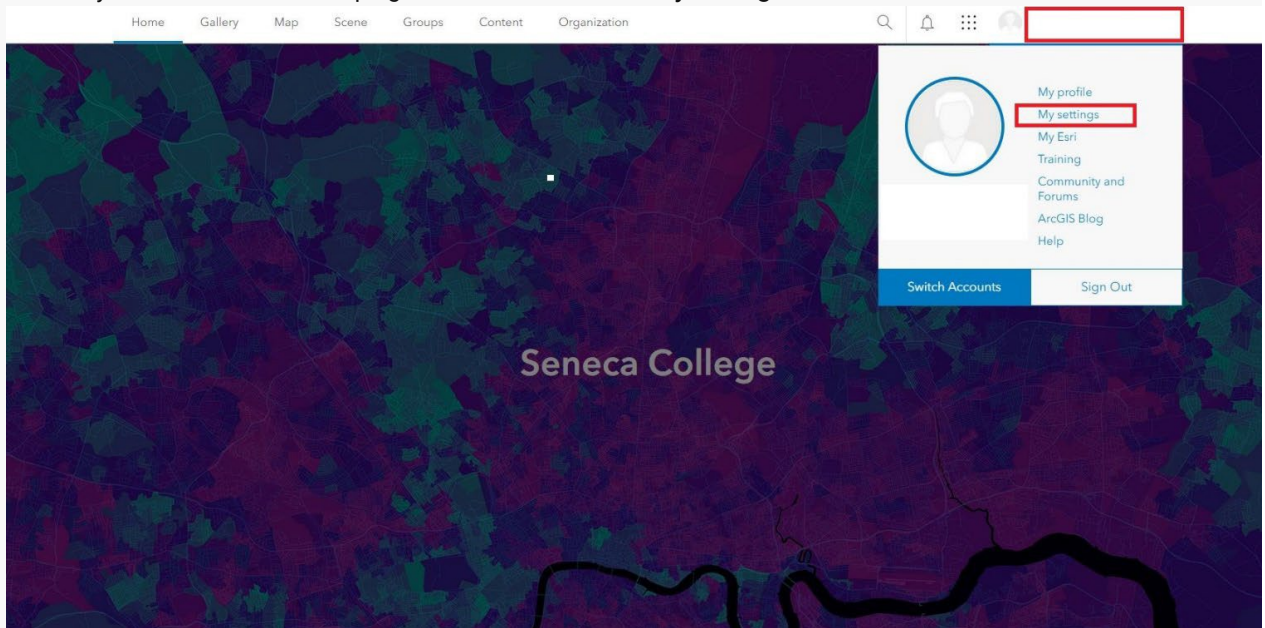 Home Gallery Map Scene Groups Content Organization
My profile
My settings
My Esri
Training
Community and
Forums
ArcGIS Blog
Help
Switch Accounts Sign Out
Seneca College